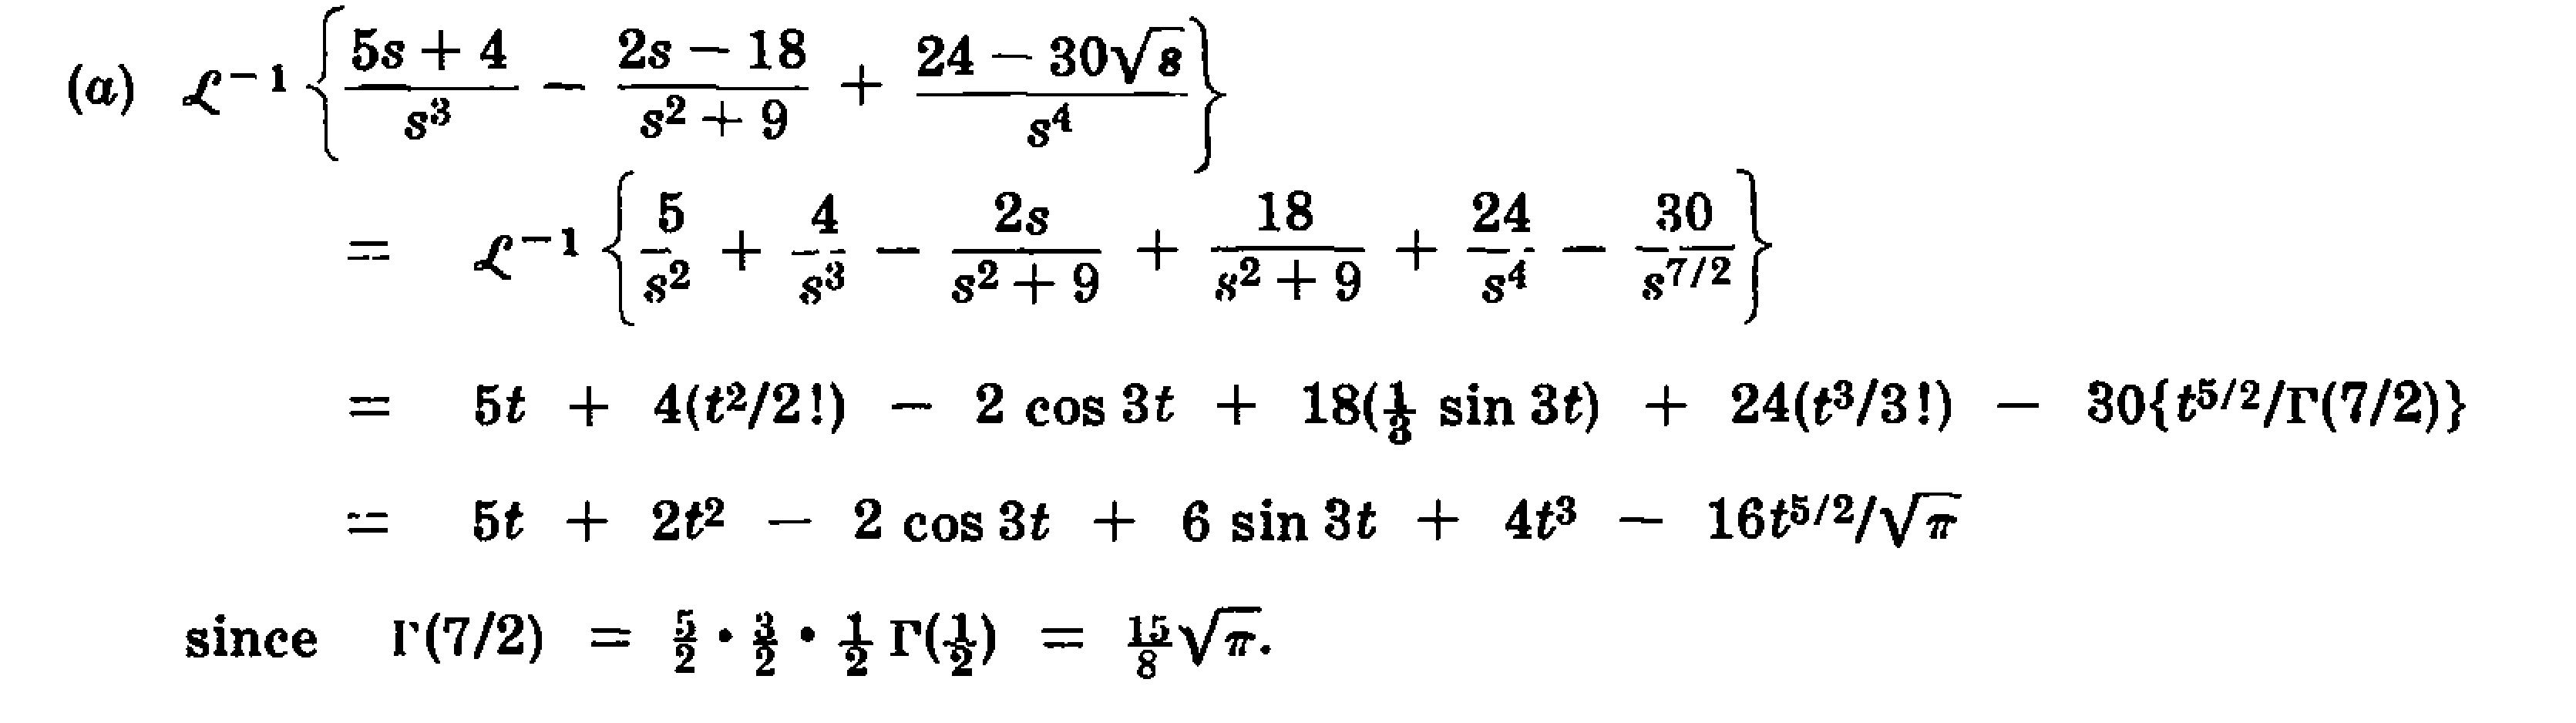 (a) ℒ⁻¹ { (5s + 4)/s³ − (2s − 18)/(s² + 9) + (24 − 30√s)/s⁴ }
= ℒ⁻¹ { 5/s² + 4/s³ − 2s/(s² + 9) + 18/(s² + 9) + 24/s⁴ − 30/s^(7/2) }
= 5t + 4(t²/2!) − 2 cos 3t + 18(⅓ sin 3t) + 24(t³/3!) − 30{t^(5/2)/Γ(7/2)}
= 5t + 2t² − 2 cos 3t + 6 sin 3t + 4t³ − 16t^(5/2)/√π
since Γ(7/2) = 5/2 · 3/2 · 1/2 Γ(1/2) = 15/8 √π.